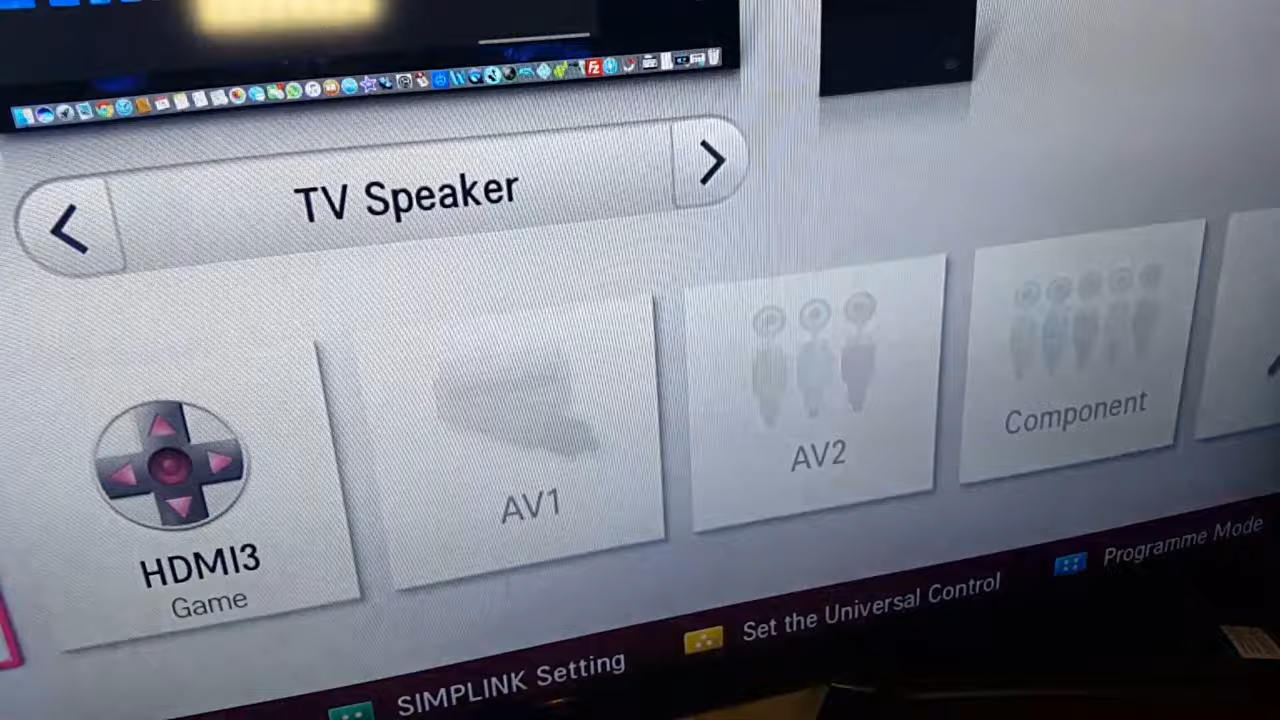 TV Speaker
HDMI3
Game
AV1
AV2
Component
SIMPLINK Setting
Set the Universal Control
Programme Mode